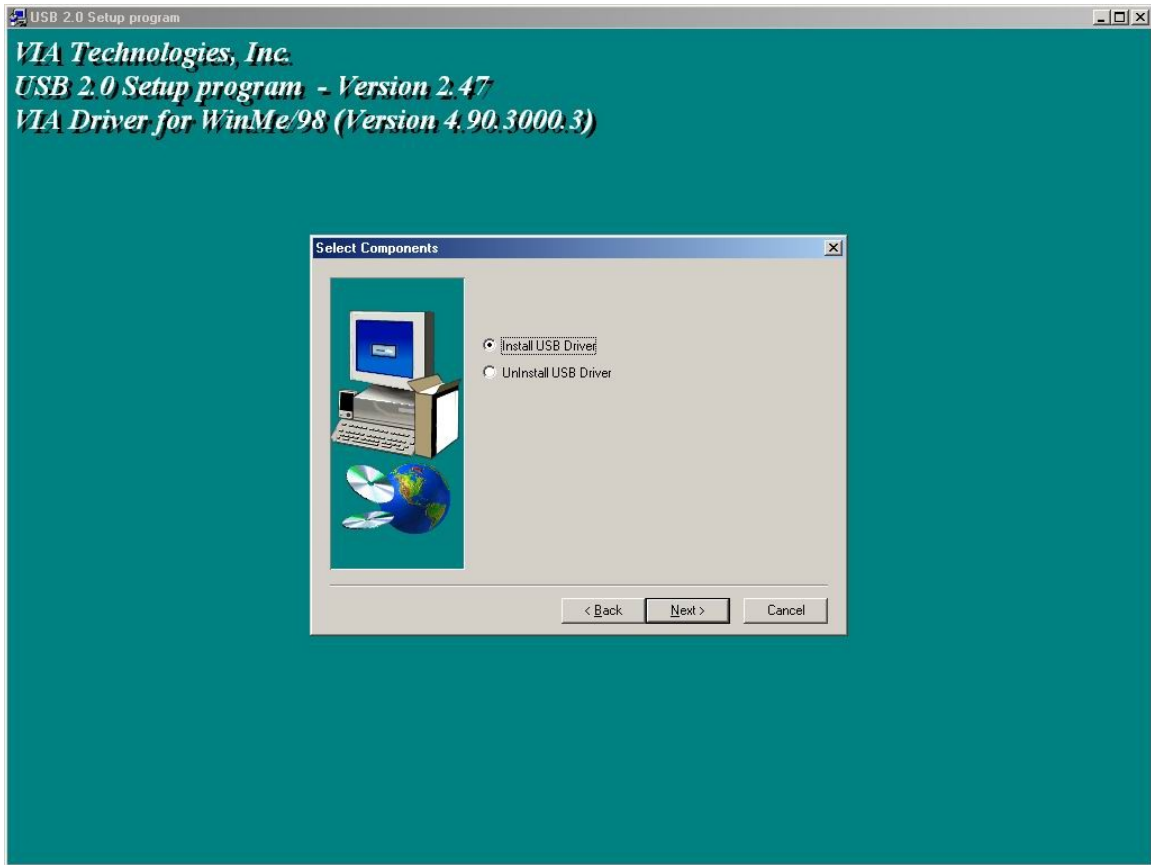 USB 2.0 Setup program
VIA Technologies, Inc.
USB 2.0 Setup program - Version 2.47
VIA Driver for WinMe/98 (Version 4.90.3000.3)
Select Components
Install USB Driver
UnInstall USB Driver
< Back
Next >
Cancel